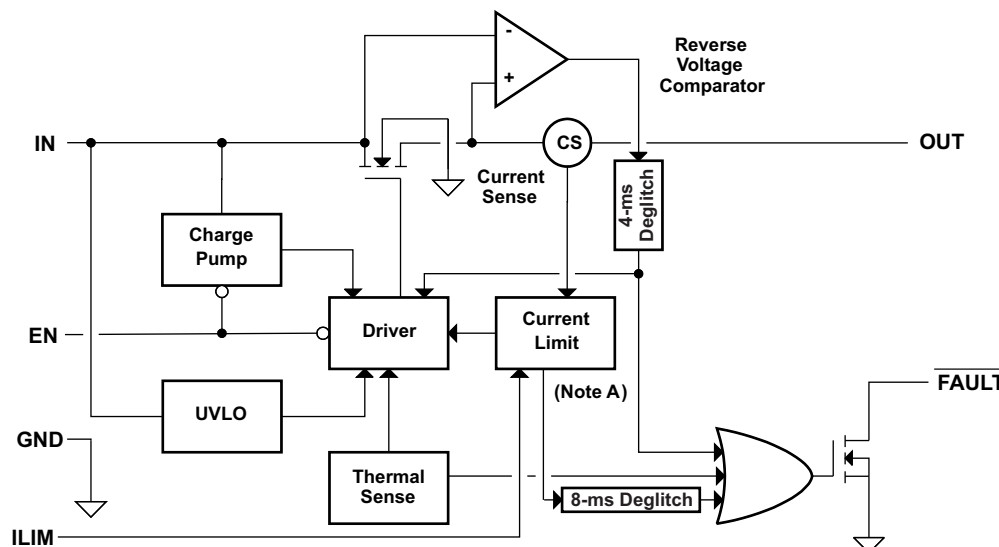 -
+
Reverse
Voltage
Comparator
IN
CS
OUT
Current
Sense
4-ms
Deglitch
Charge
Pump
EN
Driver
Current
Limit
(Note A)
FAULT
UVLO
GND
Thermal
Sense
8-ms Deglitch
ILIM